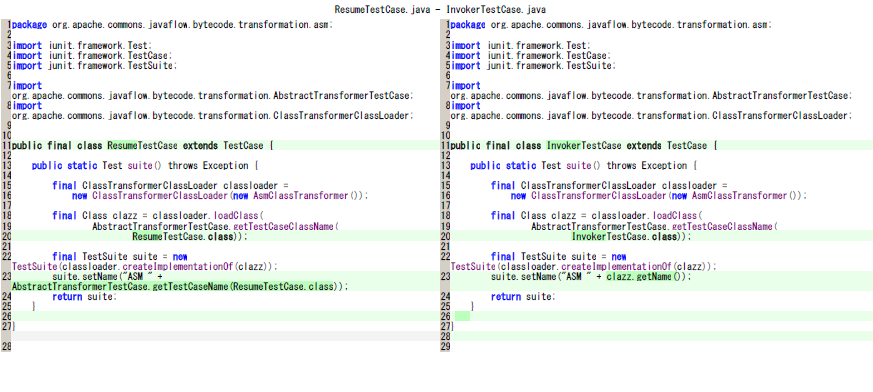 ResumeTestCase.java - InvokerTestCase.java
1package org.apache.commons.javaflow.bytecode.transformation.asm;
2
3import junit.framework.Test;
4import junit.framework.TestCase;
5import junit.framework.TestSuite;
6
7import
org.apache.commons.javaflow.bytecode.transformation.AbstractTransformerTestCase;
8import
org.apache.commons.javaflow.bytecode.transformation.ClassTransformerClassLoader;
9
10
11public final class ResumeTestCase extends TestCase {
12
13 public static Test suite() throws Exception {
14
15 final ClassTransformerClassLoader classloader =
16 new ClassTransformerClassLoader(new AsmClassTransformer());
17
18 final Class clazz = classloader.loadClass(
19 AbstractTransformerTestCase.getTestCaseClassName(
20 ResumeTestCase.class));
21
22 final TestSuite suite = new
TestSuite(classloader.createImplementationOf(clazz));
23 suite.setName("ASM " +
AbstractTransformerTestCase.getTestCaseName(ResumeTestCase.class));
24 return suite;
25 }
26
27}
28
1package org.apache.commons.javaflow.bytecode.transformation.asm;
2
3import junit.framework.Test;
4import junit.framework.TestCase;
5import junit.framework.TestSuite;
6
7import
org.apache.commons.javaflow.bytecode.transformation.AbstractTransformerTestCase;
8import
org.apache.commons.javaflow.bytecode.transformation.ClassTransformerClassLoader;
9
10
11public final class InvokerTestCase extends TestCase {
12
13 public static Test suite() throws Exception {
14
15 final ClassTransformerClassLoader classloader =
16 new ClassTransformerClassLoader(new AsmClassTransformer());
17
18 final Class clazz = classloader.loadClass(
19 AbstractTransformerTestCase.getTestCaseClassName(
20 InvokerTestCase.class));
21
22 final TestSuite suite = new
TestSuite(classloader.createImplementationOf(clazz));
23 suite.setName("ASM " + clazz.getName());
24 return suite;
25 }
26
27}
28
29